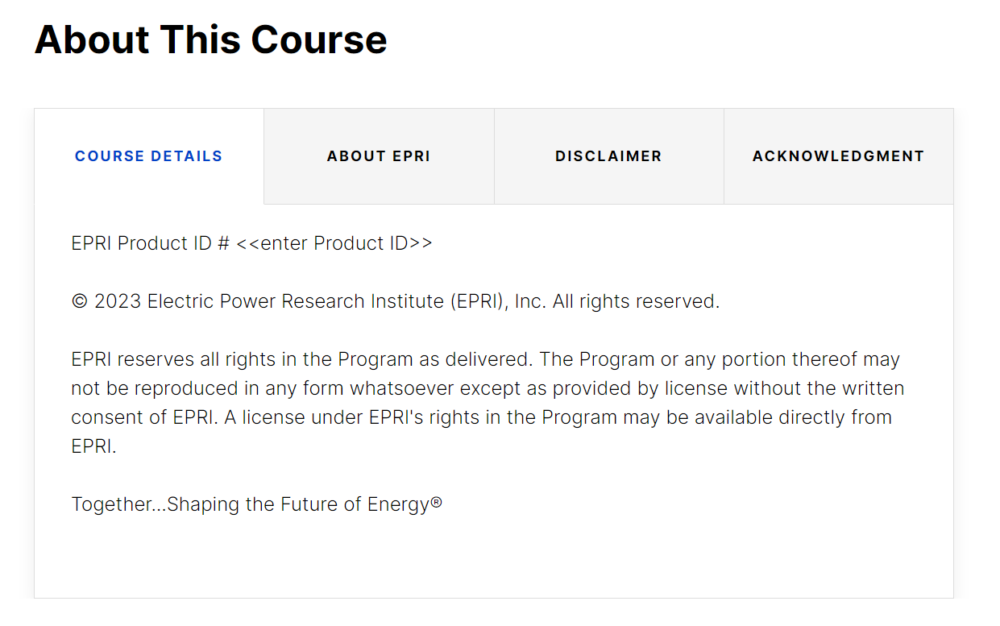 About This Course
COURSE DETAILS
ABOUT EPRI
DISCLAIMER
ACKNOWLEDGMENT
EPRI Product ID # <<enter Product ID>>
© 2023 Electric Power Research Institute (EPRI), Inc. All rights reserved.
EPRI reserves all rights in the Program as delivered. The Program or any portion thereof may
not be reproduced in any form whatsoever except as provided by license without the written
consent of EPRI. A license under EPRI's rights in the Program may be available directly from
EPRI.
Together...Shaping the Future of Energy®